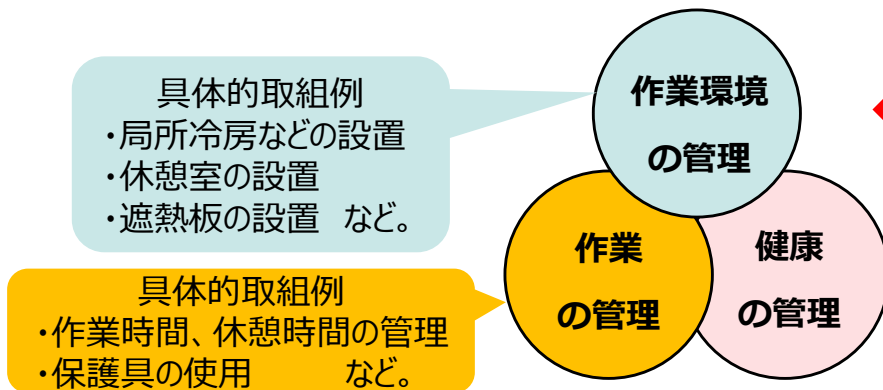 具体的取組例
・局所冷房などの設置
・休憩室の設置
・遮熱板の設置　など。
作業環境
の管理
作業
の管理
健康
の管理
具体的取組例
・作業時間、休憩時間の管理
・保護具の使用　　　など。